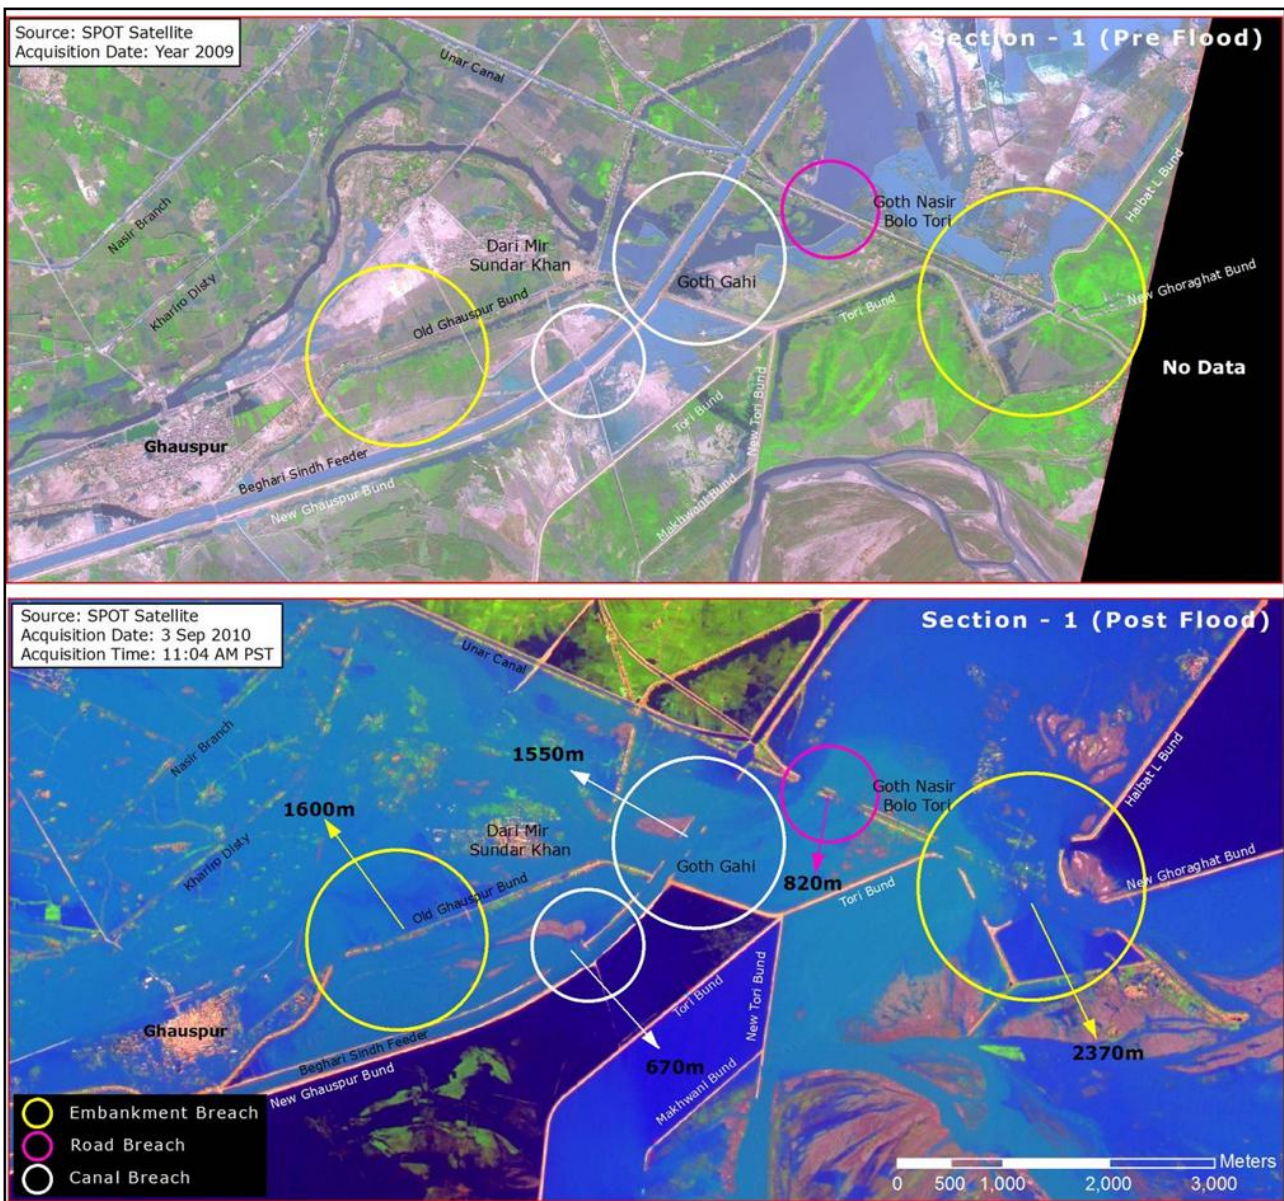 Source: SPOT Satellite
Acquisition Date: Year 2009
Section - 1 (Pre Flood)
Unar Canal
Haibat L Bund
Nasir Branch
Goth Nasir
Bolo Tori
Dari Mir
Sundar Khan
Goth Gahi
Khariro Disty
Old Ghauspur Bund
Tori Bund
New Ghoraghat Bund
No Data
Ghauspur
Tori Bund
New Tori Bund
Beghari Sindh Feeder
New Ghauspur Bund
Makhwani Bund
Source: SPOT Satellite
Acquisition Date: 3 Sep 2010
Acquisition Time: 11:04 AM PST
Section - 1 (Post Flood)
Unar Canal
Haibat L Bund
Nasir Branch
1550m
Goth Nasir
Bolo Tori
1600m
Dari Mir
Sundar Khan
Goth Gahi
Kharlro Disty
Old Ghauspur Bund
820m
Tori Bund
New Ghoraghat Bund
Ghauspur
Tori Bund
New Tori Bund
Beghari Sindh Feeder
New Ghauspur Bund
670m
Makhwani Bund
2370m
Embankment Breach
Road Breach
Canal Breach
Meters
0 500 1,000 2,000 3,000